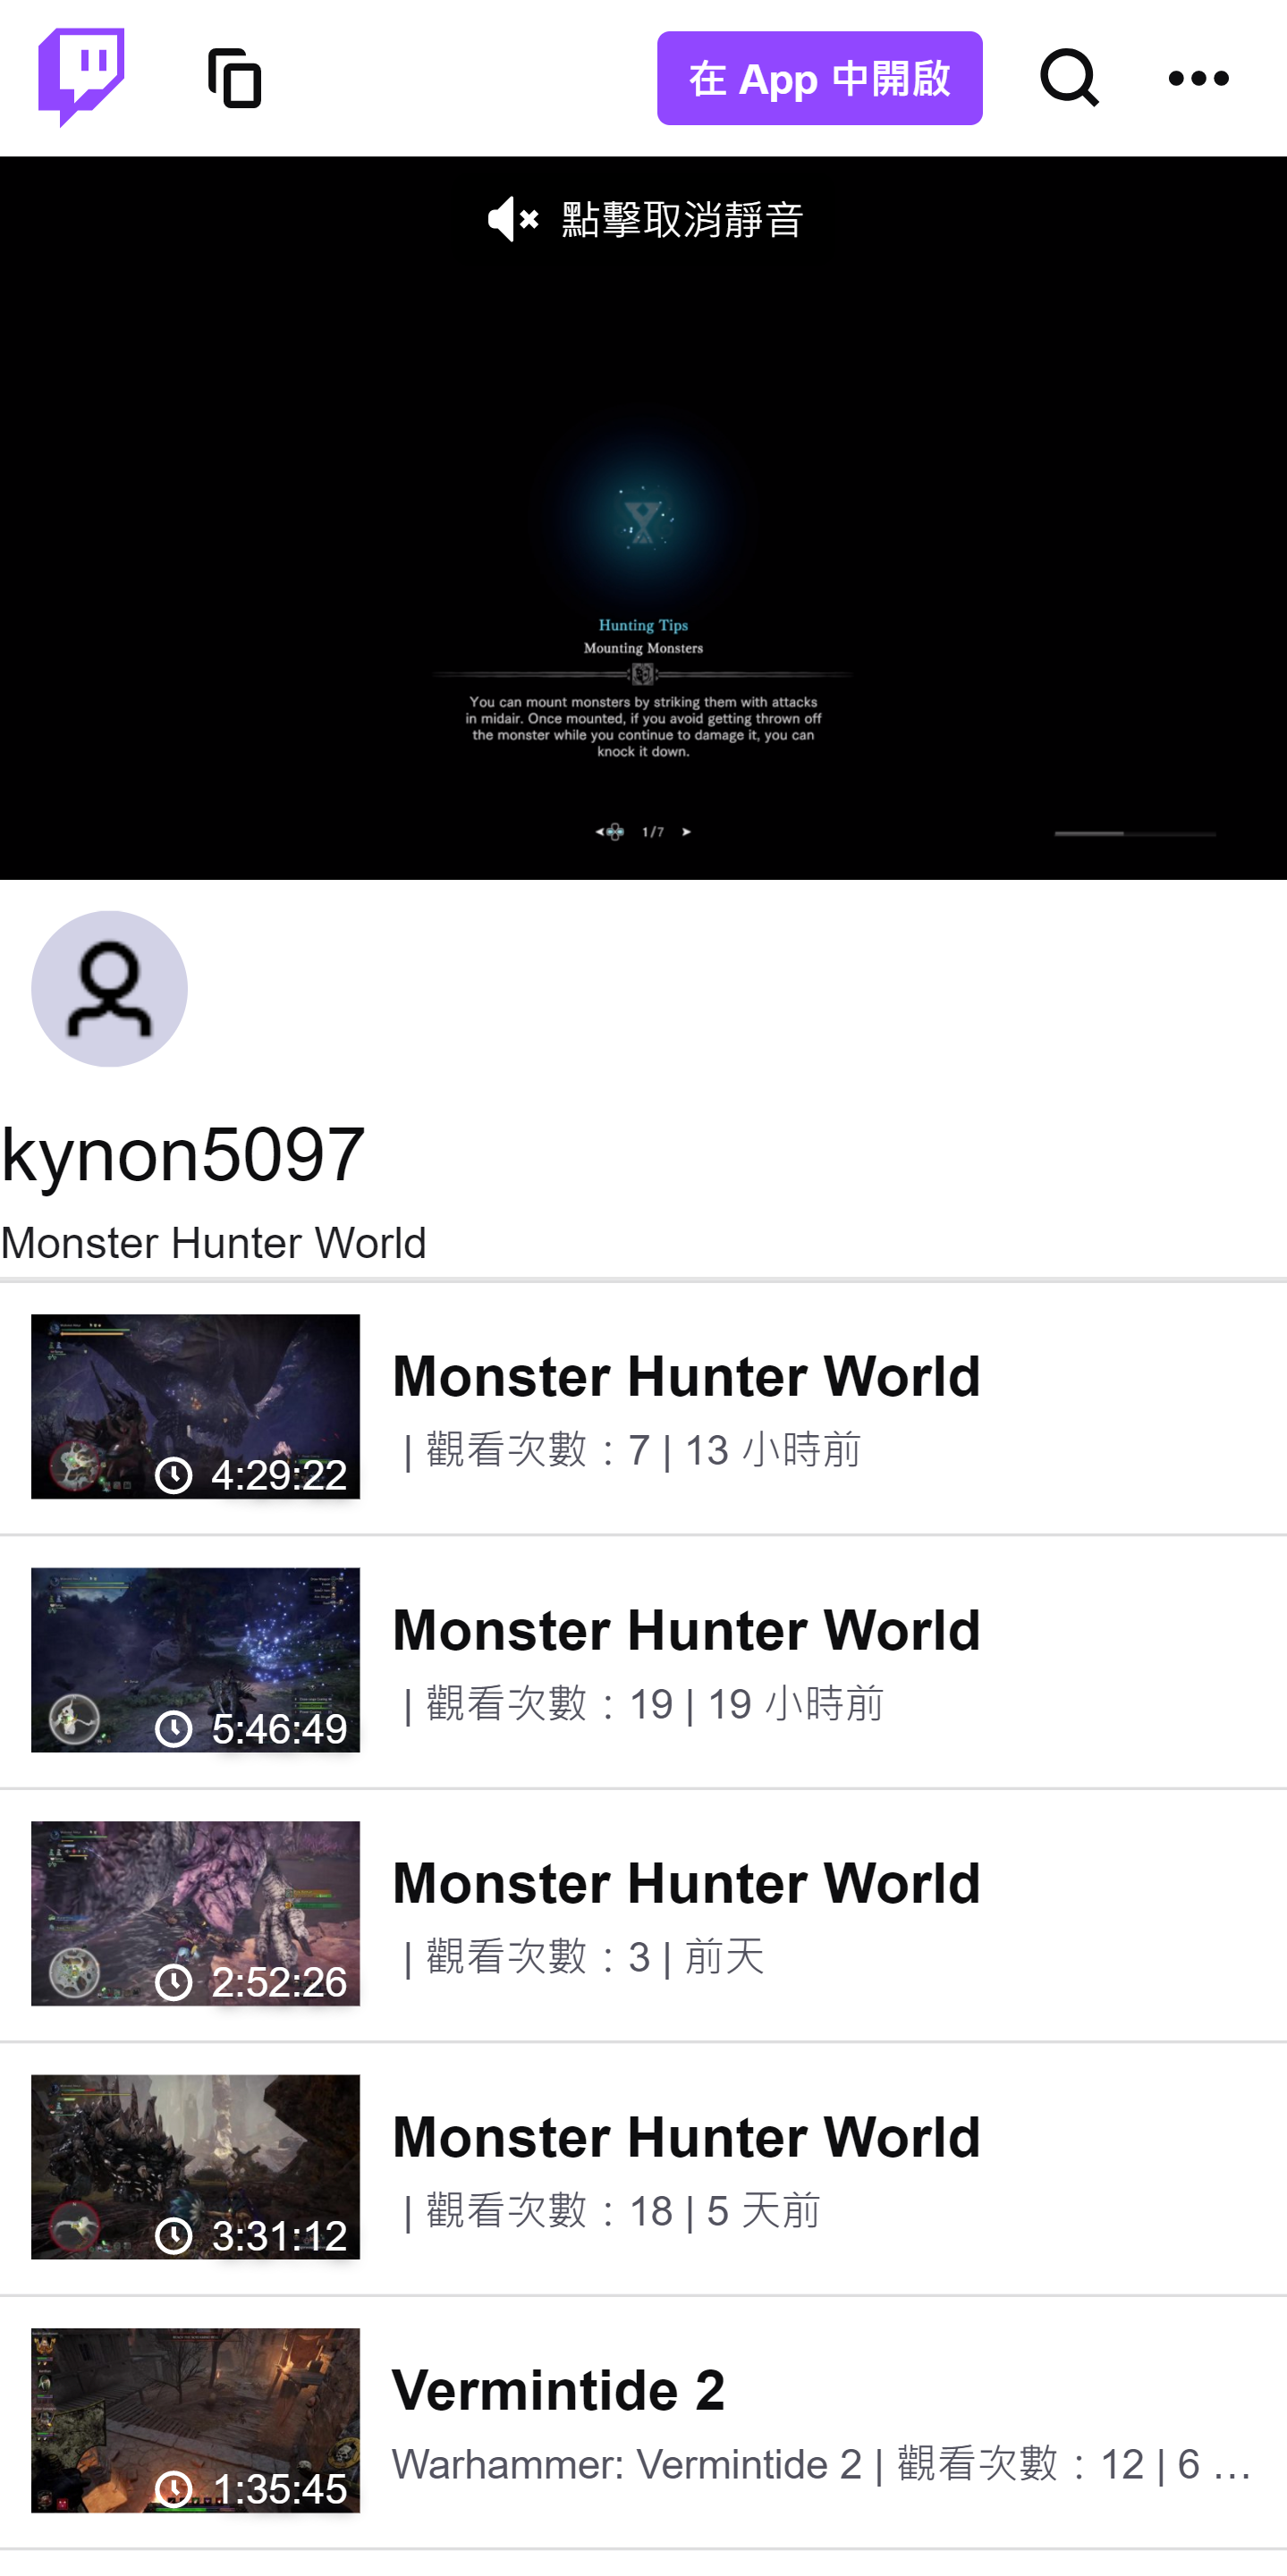 在 App 中開啟
點擊取消靜音
Hunting Tips
Mounting Monsters
You can mount monsters by striking them with attacks
in midair. Once mounted, if you avoid getting thrown off
the monster while you continue to damage it, you can
knock it down.
1/7
kynon5097
Monster Hunter World
Monster Hunter World
4:29:22
| 觀看次數：7 | 13 小時前
Monster Hunter World
5:46:49
| 觀看次數：19 | 19 小時前
Monster Hunter World
2:52:26
| 觀看次數：3 | 前天
Monster Hunter World
3:31:12
| 觀看次數：18 | 5 天前
Vermintide 2
1:35:45
Warhammer: Vermintide 2 | 觀看次數：12 | 6 …